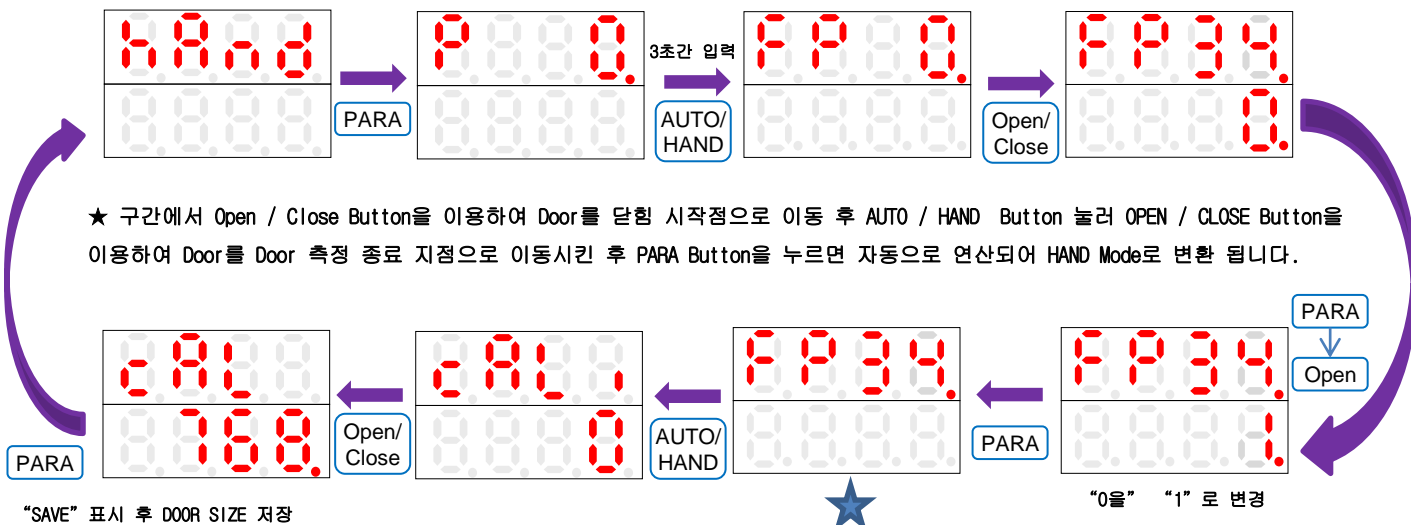 hAnd
PARA
P 0.
3초간 입력
AUTO/
HAND
FP 0.
Open/
Close
FP34.
0.
★ 구간에서 Open / Close Button을 이용하여 Door를 닫힘 시작점으로 이동 후 AUTO / HAND Button 눌러 OPEN / CLOSE Button을
이용하여 Door를 Door 측정 종료 지점으로 이동시킨 후 PARA Button을 누르면 자동으로 연산되어 HAND Mode로 변환 됩니다.
PARA
Open
FP34.
1.
“0을” “1”로 변경
PARA
FP34.
AUTO/
HAND
cALı
0
Open/
Close
cAL
768.
PARA
“SAVE” 표시 후 DOOR SIZE 저장